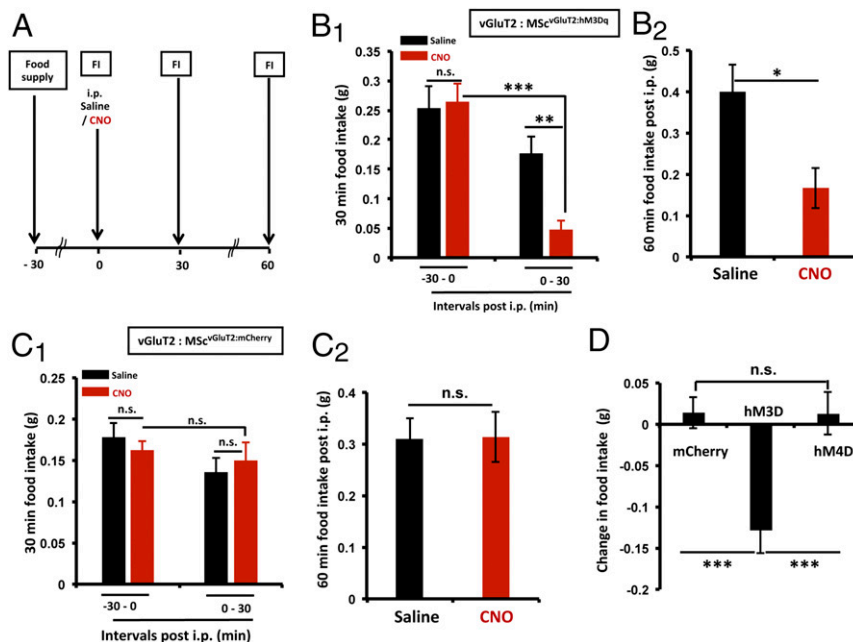 A
Food
supply
FI
FI
FI
i.p.
Saline
/ CNO
- 30
0
30
60
B1
vGluT2 : MSc^vGluT2:hM3Dq
Saline
CNO
30 min food intake (g)
0.35
0.3
0.25
0.2
0.15
0.1
0.05
0
n.s.
***
**
-30 - 0
0 - 30
Intervals post i.p. (min)
B2
60 min food intake post i.p. (g)
0.5
0.4
0.3
0.2
0.1
0
*
Saline
CNO
C1
vGluT2 : MSc^vGluT2:mCherry
Saline
CNO
30 min food intake (g)
0.25
0.2
0.15
0.1
0.05
0
n.s.
n.s.
n.s.
-30 - 0
0 - 30
Intervals post i.p. (min)
C2
60 min food intake post i.p. (g)
0.4
0.3
0.2
0.1
0
n.s.
Saline
CNO
D
Change in food intake (g)
0.05
0
-0.05
-0.1
-0.15
-0.2
n.s.
hM3D
mCherry
hM4D
***
***